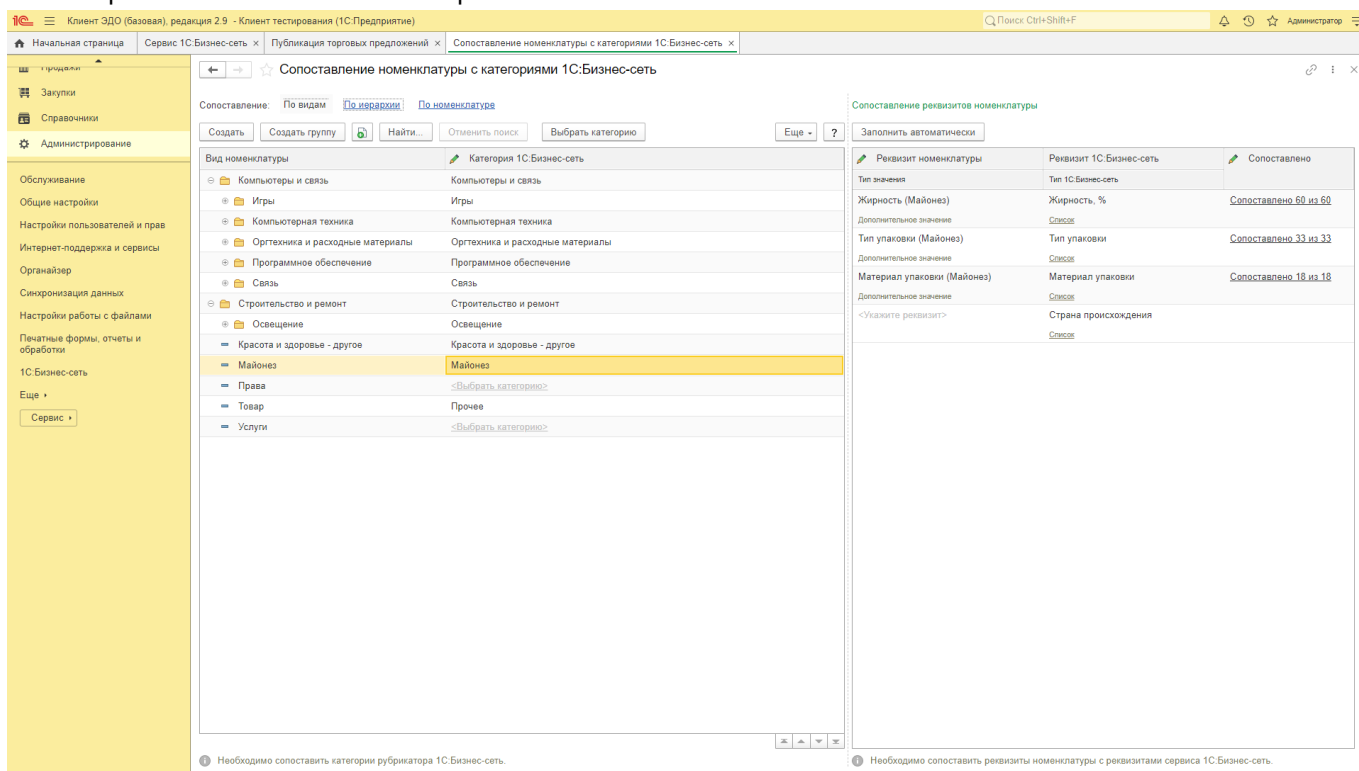 1С Клиент ЭДО (базовая), редакция 2.9 - Клиент тестирования (1С:Предприятие) Поиск Ctrl+Shift+F Администратор
Начальная страница Сервис 1С:Бизнес-сеть × Публикация торговых предложений × Сопоставление номенклатуры с категориями 1С:Бизнес-сеть ×
Продажи
Закупки
Справочники
Администрирование
Обслуживание
Общие настройки
Настройки пользователей и прав
Интернет-поддержка и сервисы
Органайзер
Синхронизация данных
Настройки работы с файлами
Печатные формы, отчеты и
обработки
1С:Бизнес-сеть
Еще
Сервис
Сопоставление номенклатуры с категориями 1С:Бизнес-сеть
Сопоставление: По видам По иерархии По номенклатуре
Создать Создать группу Найти... Отменить поиск Выбрать категорию Еще ?
Вид номенклатуры Категория 1С:Бизнес-сеть
Компьютеры и связь Компьютеры и связь
Игры Игры
Компьютерная техника Компьютерная техника
Оргтехника и расходные материалы Оргтехника и расходные материалы
Программное обеспечение Программное обеспечение
Связь Связь
Строительство и ремонт Строительство и ремонт
Освещение Освещение
Красота и здоровье - другое Красота и здоровье - другое
Майонез Майонез
Права <Выбрать категорию>
Товар Прочее
Услуги <Выбрать категорию>
Необходимо сопоставить категории рубрикатора 1С:Бизнес-сеть.
Сопоставление реквизитов номенклатуры
Заполнить автоматически
Реквизит номенклатуры Реквизит 1С:Бизнес-сеть Сопоставлено
Тип значения Тип 1С:Бизнес-сеть
Жирность (Майонез) Жирность, % Сопоставлено 60 из 60
Дополнительное значение Список
Тип упаковки (Майонез) Тип упаковки Сопоставлено 33 из 33
Дополнительное значение Список
Материал упаковки (Майонез) Материал упаковки Сопоставлено 18 из 18
Дополнительное значение Список
<Укажите реквизит> Страна происхождения
Список
Необходимо сопоставить реквизиты номенклатуры с реквизитами сервиса 1С:Бизнес-сеть.